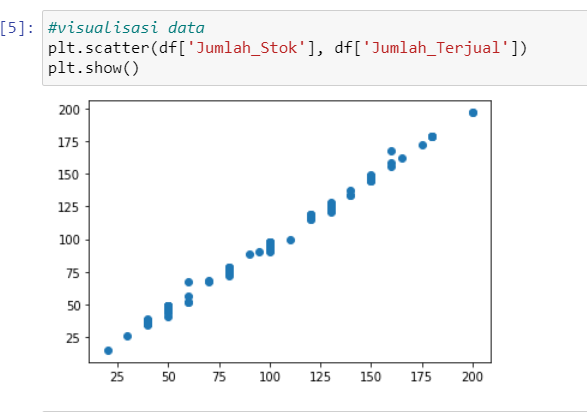 [5]: #visualisasi data
plt.scatter(df['Jumlah_Stok'], df['Jumlah_Terjual'])
plt.show()
200
175
150
125
100
75
50
25
25 50 75 100 125 150 175 200